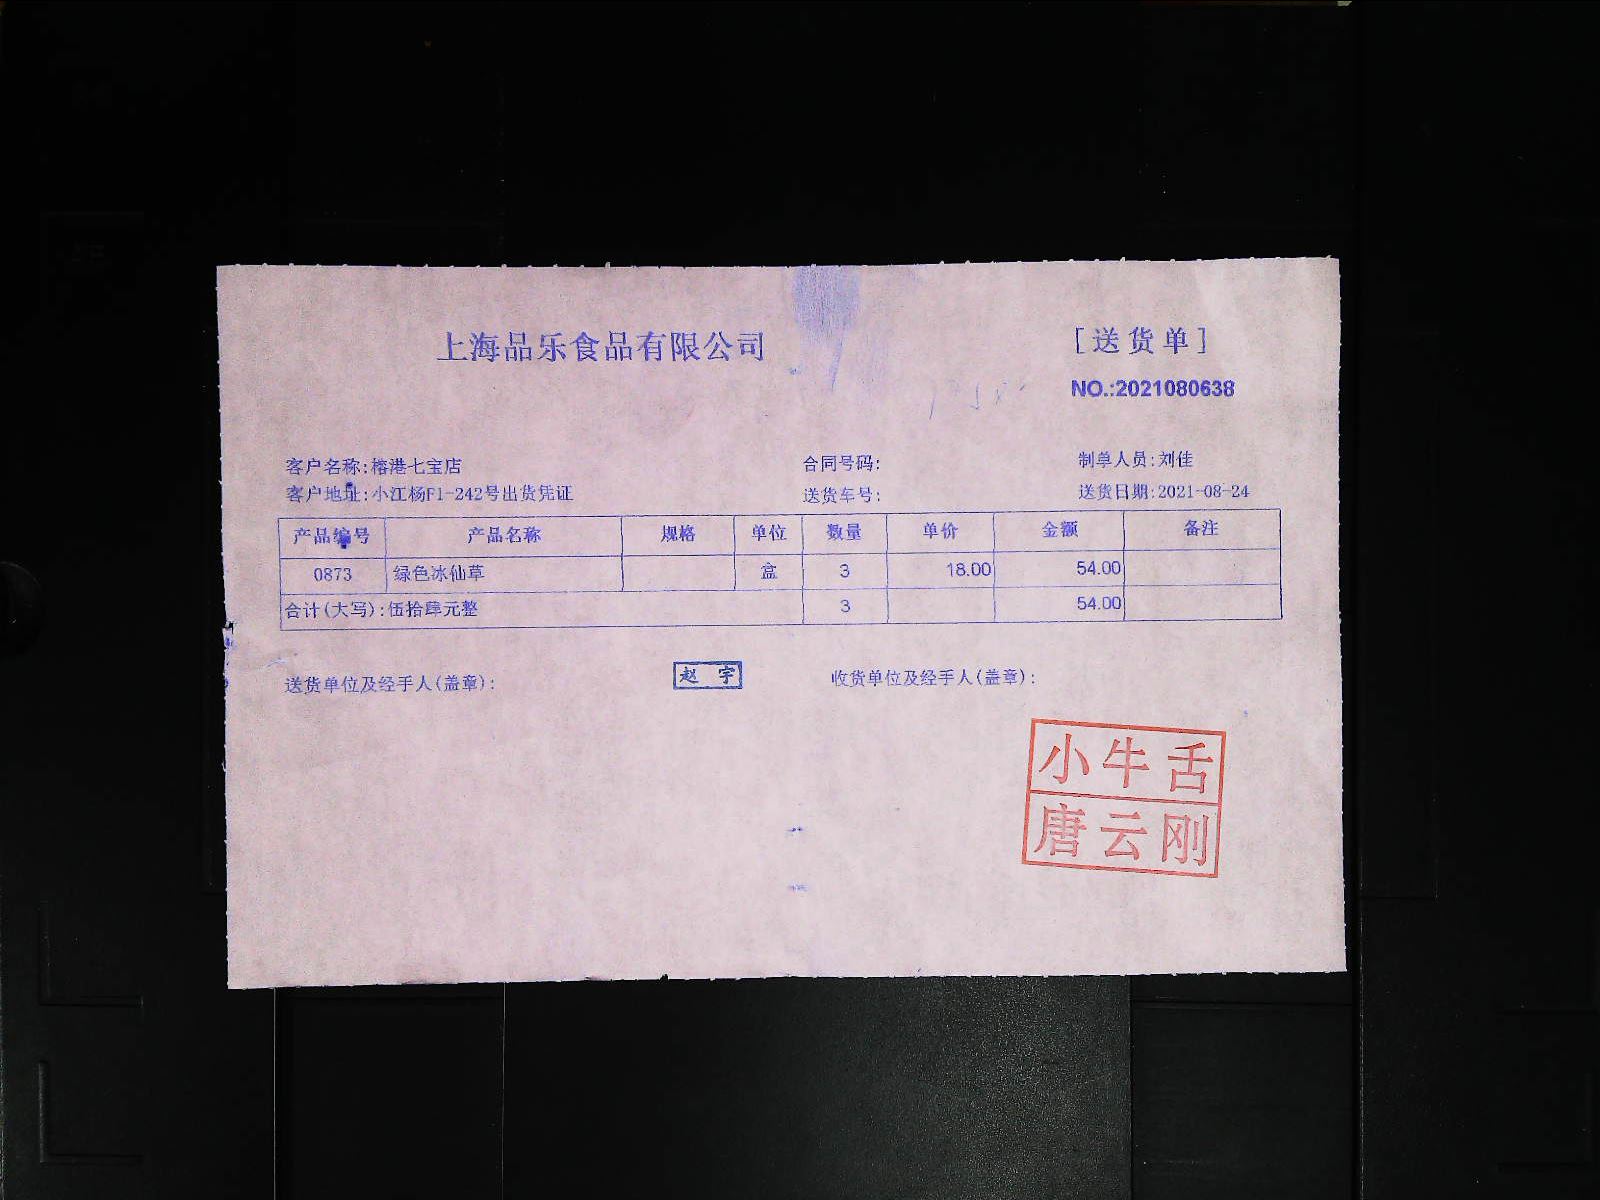 上海品乐食品有限公司
[送货单]
NO.:2021080638
客户名称:榕港七宝店 合同号码: 制单人员:刘佳
客户地址:小江杨F1-242号出货凭证 送货车号: 送货日期:2021-08-24
产品编号 产品名称 规格 单位 数量 单价 金额 备注
0873 绿色冰仙草 盒 3 18.00 54.00
合计(大写):伍拾肆元整 3 54.00
送货单位及经手人(盖章): 赵宇 收货单位及经手人(盖章):
小牛舌
唐云刚